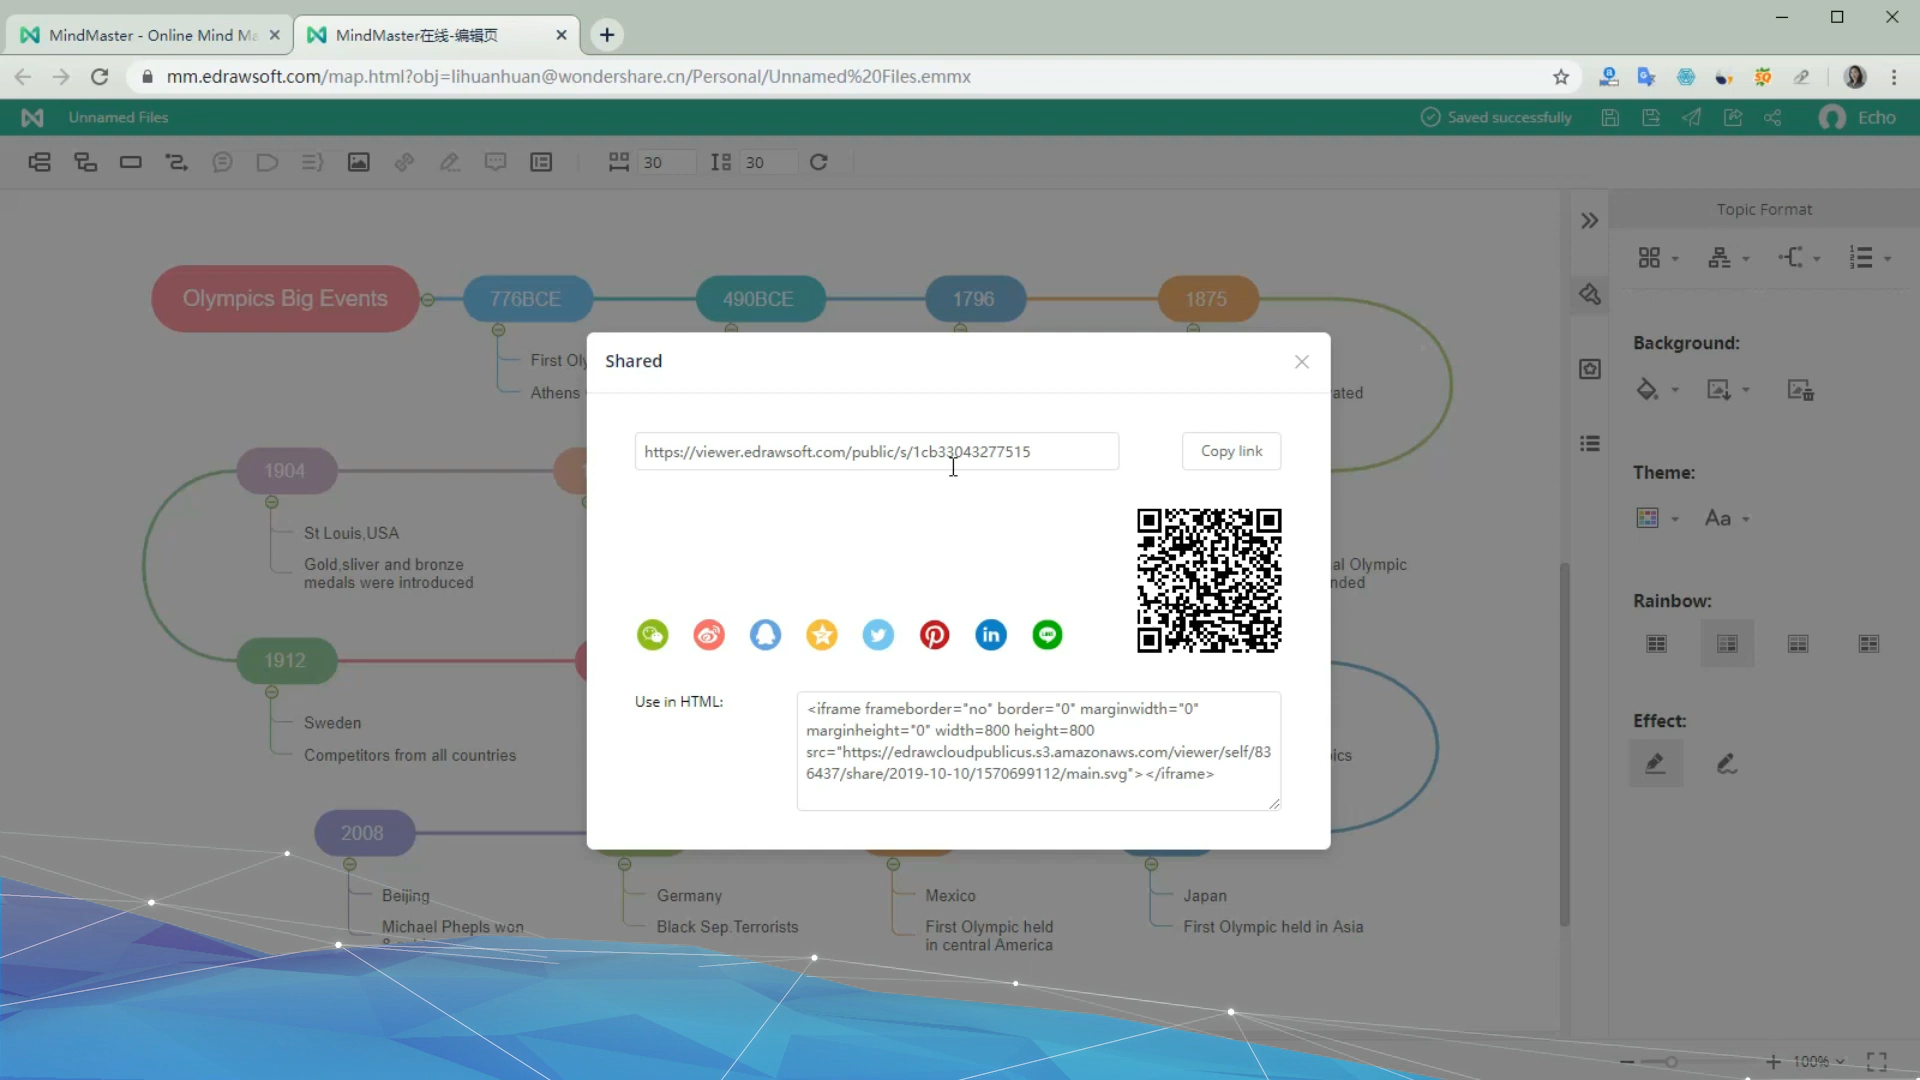 MindMaster - Online Mind Ma
MindMaster在线-编辑页
mm.edrawsoft.com/map.html?obj=lihuanhuan@wondershare.cn/Personal/Unnamed%20Files.emmx
Unnamed Files
Saved successfully
Echo
30
30
Topic Format
Olympics Big Events
776BCE
490BCE
1796
1875
First Oly
Athens
ated
Background:
Shared
https://viewer.edrawsoft.com/public/s/1cb33043277515
Copy link
1904
St Louis,USA
Gold,sliver and bronze
medals were introduced
al Olympic
nded
Theme:
Aa
Rainbow:
1912
Sweden
Competitors from all countries
ics
Effect:
Use in HTML:
<iframe frameborder="no" border="0" marginwidth="0"
marginheight="0" width=800 height=800
src="https://edrawcloudpublicus.s3.amazonaws.com/viewer/self/83
6437/share/2019-10-10/1570699112/main.svg"></iframe>
2008
Beijing
Michael Phepls won
Germany
Black Sep.Terrorists
Mexico
First Olympic held
in central America
Japan
First Olympic held in Asia
100%